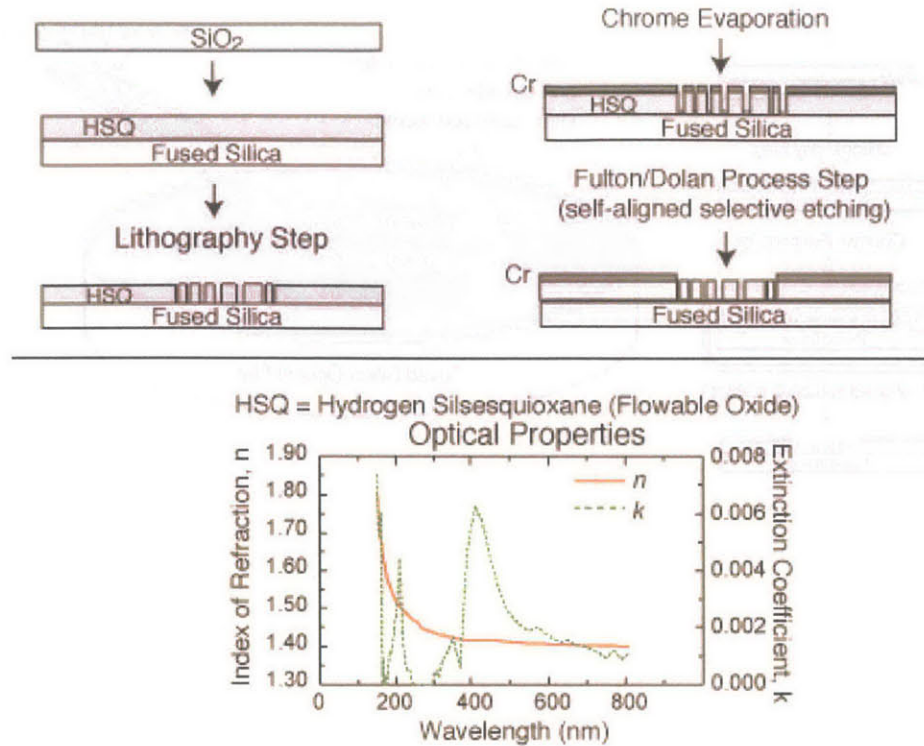 SiO2
HSQ
Fused Silica
Lithography Step
HSQ
Fused Silica
Chrome Evaporation
Cr
HSQ
Fused Silica
Fulton/Dolan Process Step
(self-aligned selective etching)
Cr
Fused Silica
HSQ = Hydrogen Silsesquioxane (Flowable Oxide)
Optical Properties
Index of Refraction, n
1.90
1.80
1.70
1.60
1.50
1.40
1.30
n
k
0.008
0.006
0.004
0.002
0.000
Extinction Coefficient, k
0
200
400
600
800
Wavelength (nm)